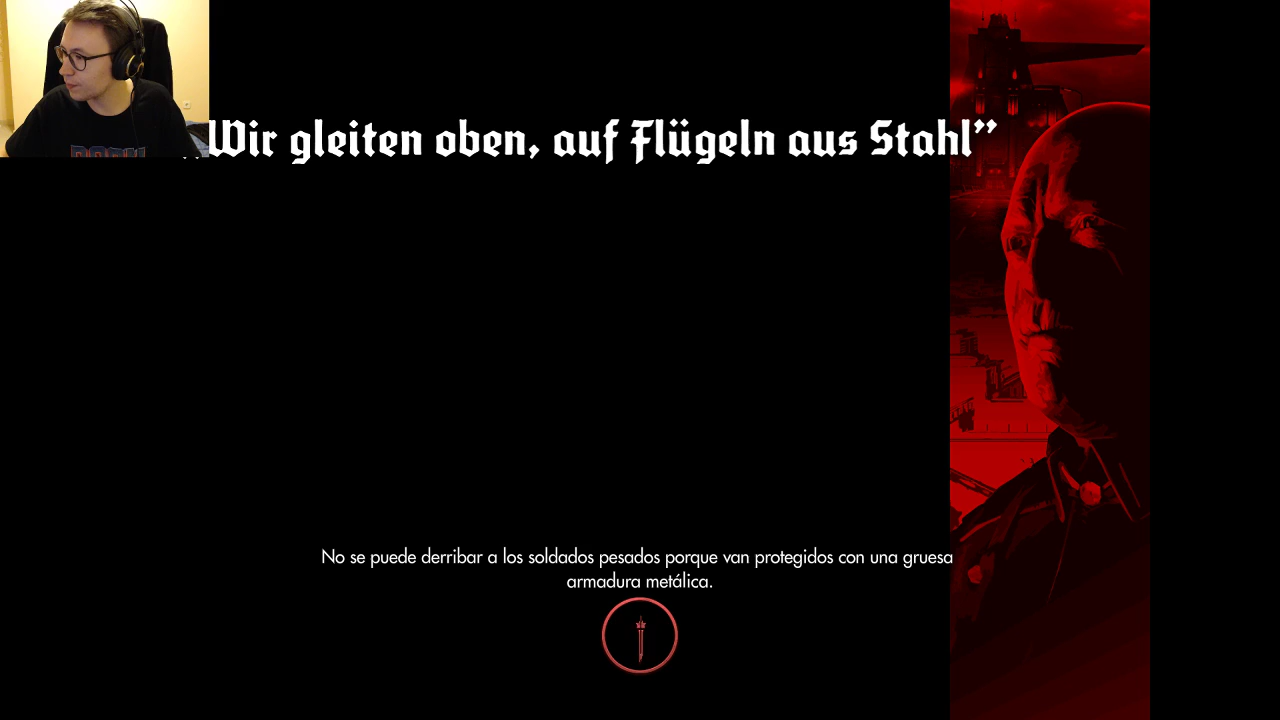 „Wir gleiten oben, auf Flügeln aus Stahl”
No se puede derribar a los soldados pesados porque van protegidos con una gruesa
armadura metálica.